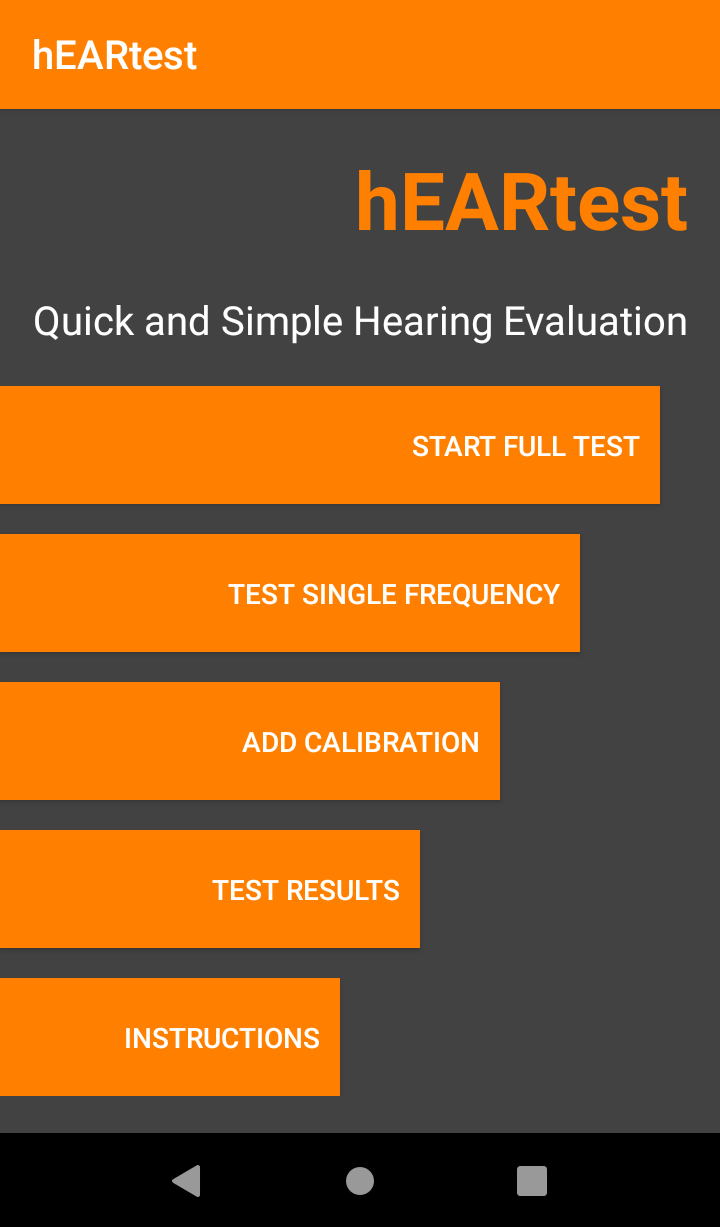 hEARtest
hEARtest
Quick and Simple Hearing Evaluation
START FULL TEST
TEST SINGLE FREQUENCY
ADD CALIBRATION
TEST RESULTS
INSTRUCTIONS